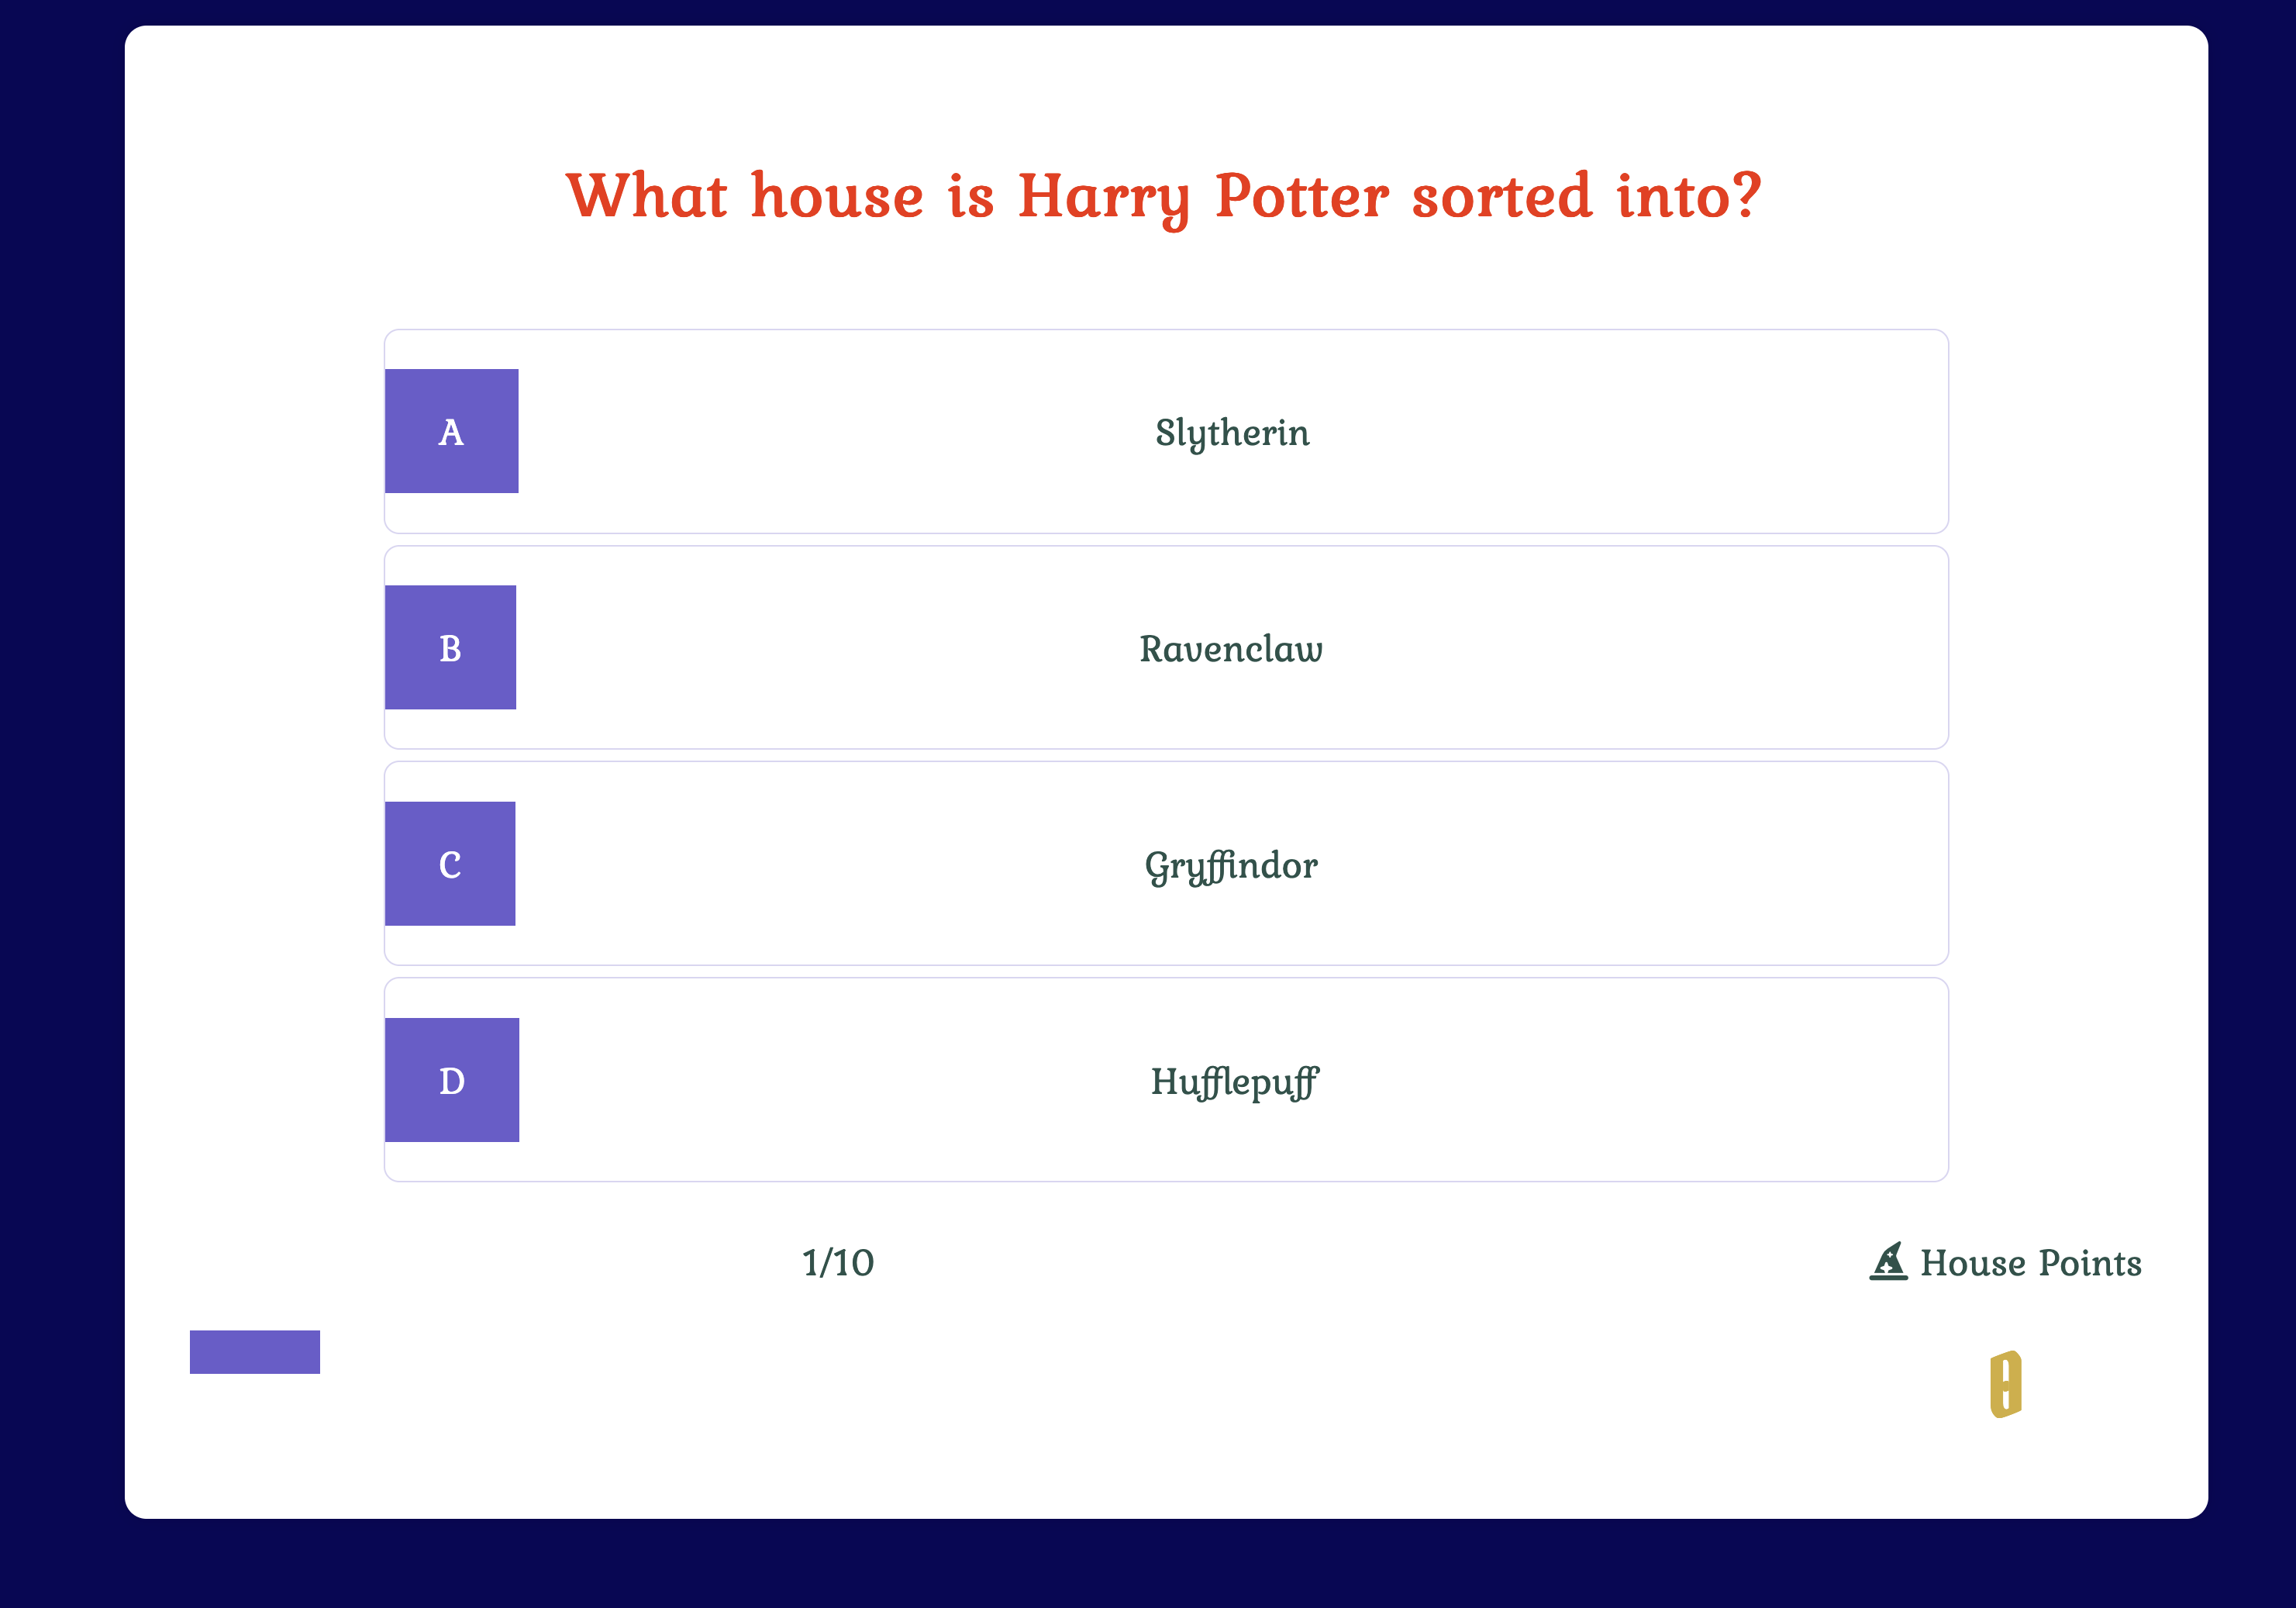 What house is Harry Potter sorted into?
A
Slytherin
B
Ravenclaw
C
Gryffindor
D
Hufflepuff
1/10
House Points
0